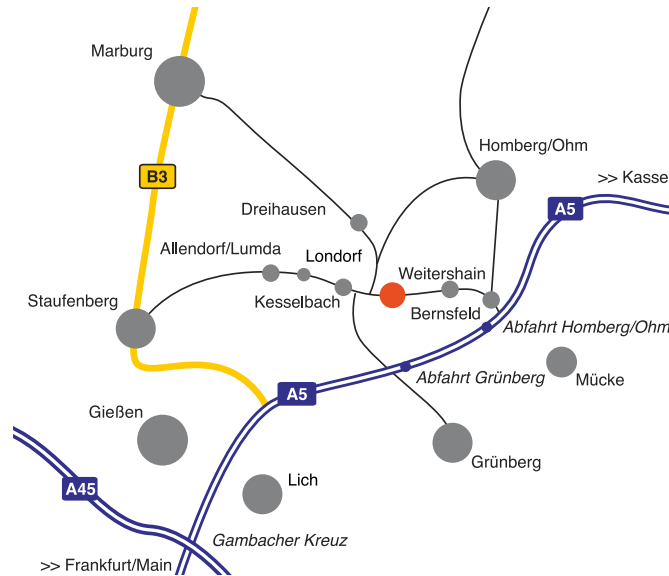 Marburg
Homberg/Ohm
B3
>> Kasse
A5
Dreihausen
Allendorf/Lumda
Londorf
Weitershain
Staufenberg
Kesselbach
Bernsfeld
Abfahrt Homberg/Ohm
Abfahrt Grünberg
Mücke
A5
Gießen
Grünberg
Lich
A45
Gambacher Kreuz
>> Frankfurt/Main